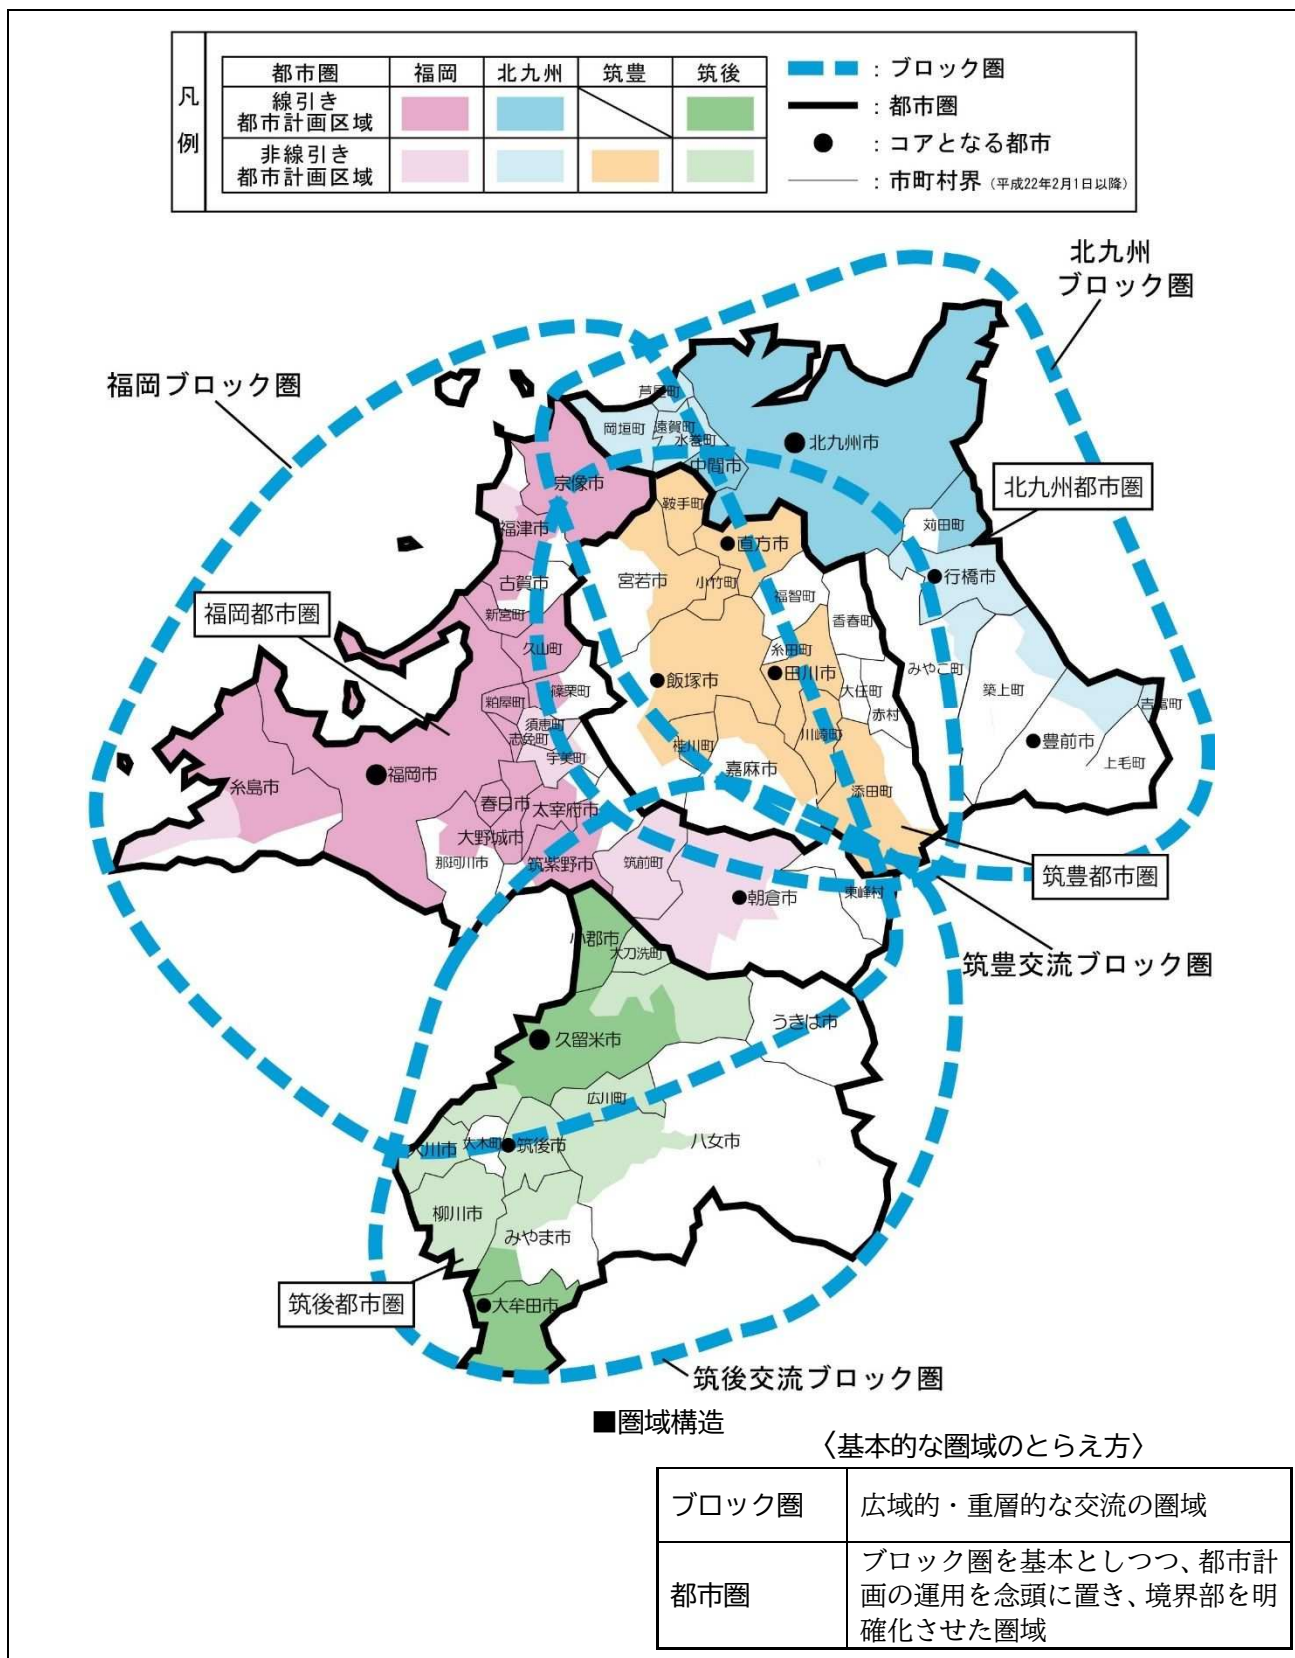 凡例
都市圏 福岡 北九州 筑豊 筑後
線引き
都市計画区域
非線引き
都市計画区域
：ブロック圏
：都市圏
：コアとなる都市
：市町村界（平成22年2月1日以降）
北九州
ブロック圏
福岡ブロック圏
芦屋町
岡垣町
遠賀町
水巻町
北九州市
中間市
宗像市
北九州都市圏
鞍手町
福津市
苅田町
直方市
古賀市
宮若市
小竹町
行橋市
福智町
福岡都市圏
新宮町
香春町
久山町
糸田町
みやこ町
飯塚市
田川市
大任町
築上町
篠栗町
粕屋町
吉富町
赤村
須恵町
志免町
川崎町
桂川町
豊前市
宇美町
嘉麻市
上毛町
福岡市
糸島市
添田町
春日市
太宰府市
大野城市
那珂川市
筑紫野市
筑前町
筑豊都市圏
朝倉市
東峰村
小郡市
大刀洗町
筑豊交流ブロック圏
うきは市
久留米市
広川町
八女市
大川市
大木町
筑後市
柳川市
みやま市
筑後都市圏
大牟田市
筑後交流ブロック圏
■圏域構造
〈基本的な圏域のとらえ方〉
ブロック圏 広域的・重層的な交流の圏域
都市圏 ブロック圏を基本としつつ、都市計
画の運用を念頭に置き、境界部を明
確化させた圏域